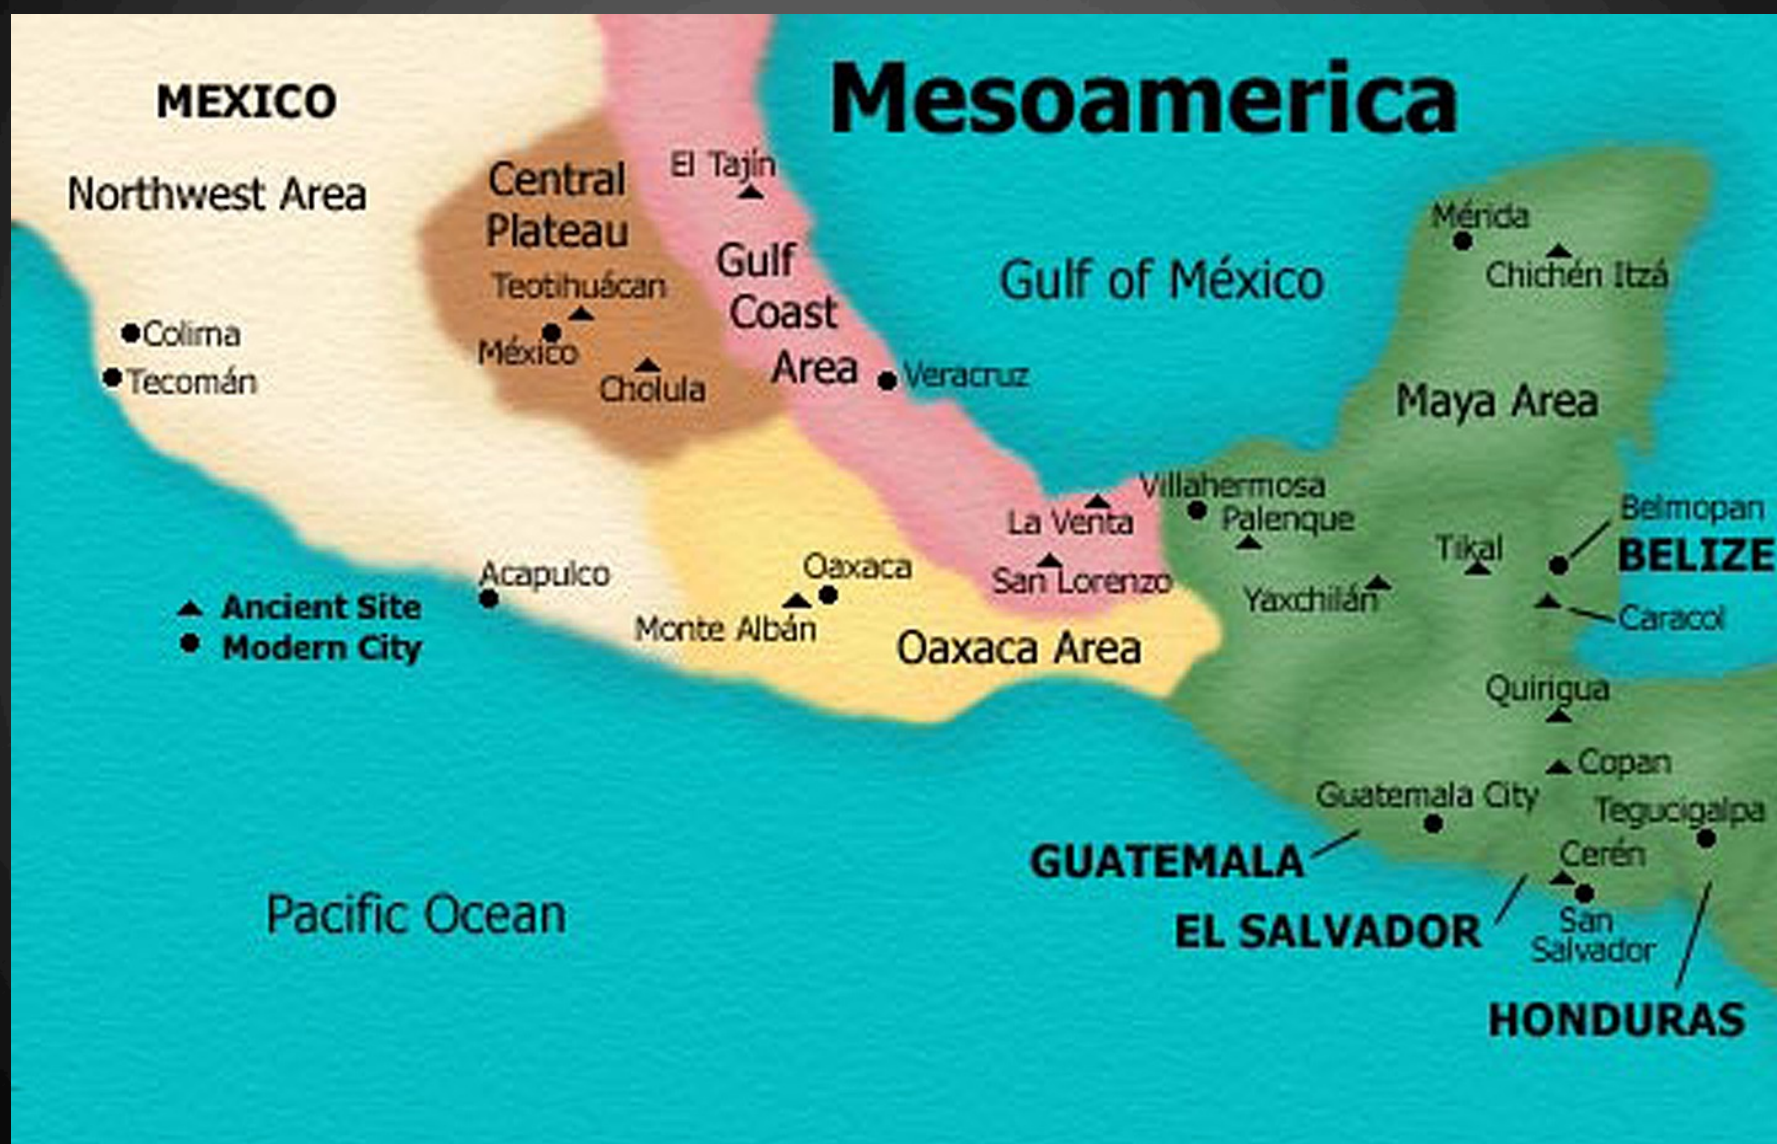 Mesoamerica
MEXICO
Northwest Area
Central
Plateau
Teotihuácan
México
Cholula
El Tajín
Gulf
Coast
Area
Veracruz
Gulf of México
Mérida
Chichén Itzá
Maya Area
Colima
Tecomán
Acapulco
Ancient Site
Modern City
Oaxaca
Monte Albán
Oaxaca Area
La Venta
San Lorenzo
Villahermosa
Palenque
Yaxchilán
Tikal
Belmopan
BELIZE
Caracol
Quirigua
Copan
Guatemala City
Tegucigalpa
GUATEMALA
Cerén
EL SALVADOR
San
Salvador
HONDURAS
Pacific Ocean